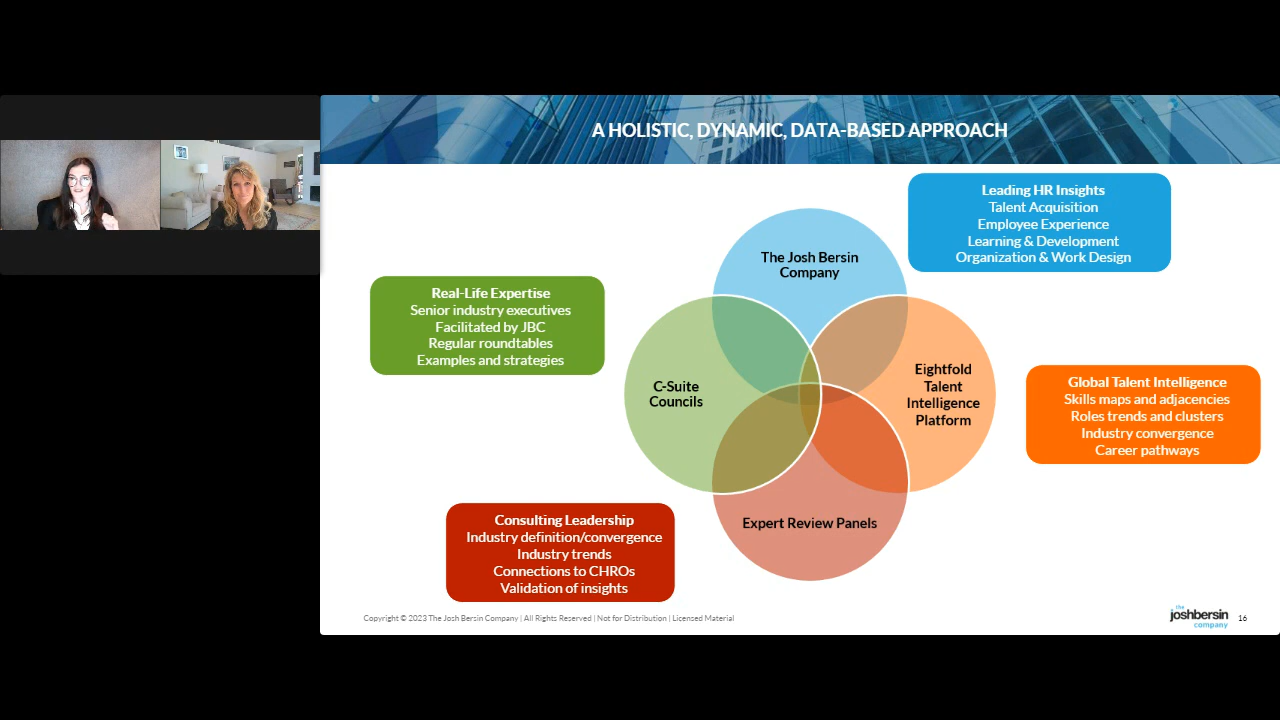 A HOLISTIC, DYNAMIC, DATA-BASED APPROACH
Leading HR Insights
Talent Acquisition
Employee Experience
Learning & Development
Organization & Work Design
The Josh Bersin
Company
Real-Life Expertise
Senior industry executives
Facilitated by JBC
Regular roundtables
Examples and strategies
C-Suite
Councils
Eightfold
Talent
Intelligence
Platform
Global Talent Intelligence
Skills maps and adjacencies
Roles trends and clusters
Industry convergence
Career pathways
Expert Review Panels
Consulting Leadership
Industry definition/convergence
Industry trends
Connections to CHROs
Validation of insights
Copyright © 2023 The Josh Bersin Company | All Rights Reserved | Not for Distribution | Licensed Material
the
joshbersin
company
16